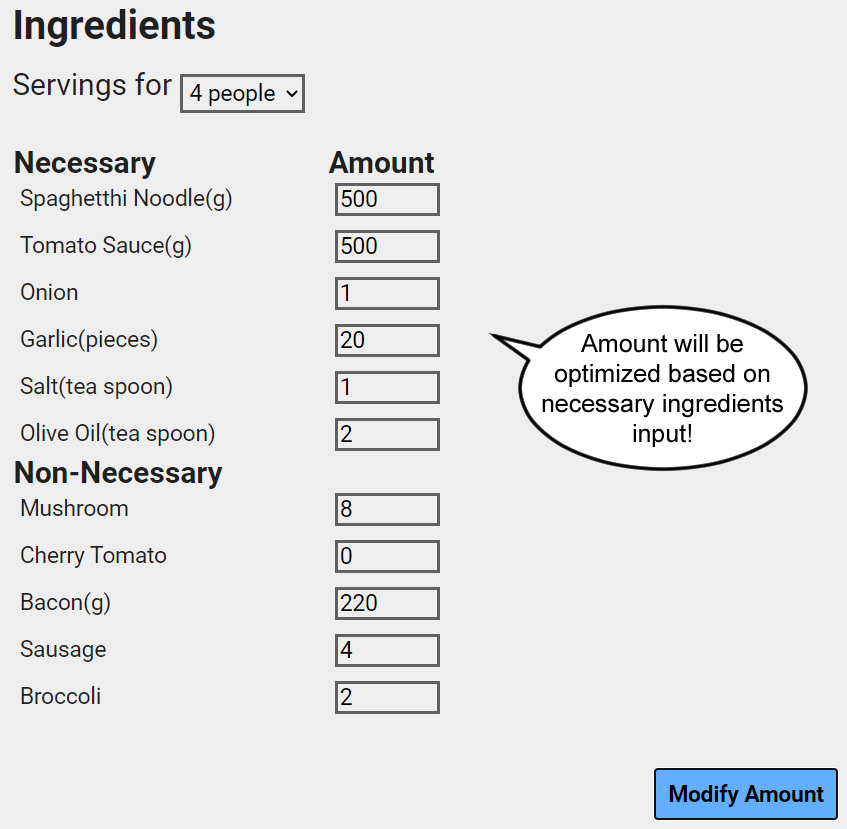 Ingredients
Servings for 4 people
Necessary Amount
Spaghetthi Noodle(g) 500
Tomato Sauce(g) 500
Onion 1
Garlic(pieces) 20
Salt(tea spoon) 1
Olive Oil(tea spoon) 2
Amount will be
optimized based on
necessary ingredients
input!
Non-Necessary
Mushroom 8
Cherry Tomato 0
Bacon(g) 220
Sausage 4
Broccoli 2
Modify Amount